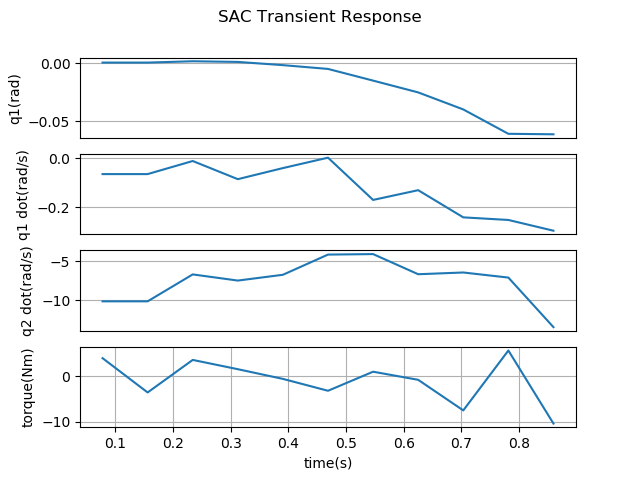 SAC Transient Response
0.00
−0.05
q1(rad)
0.0
−0.2
q1 dot(rad/s)
−5
−10
q2 dot(rad/s)
0
−10
torque(Nm)
0.1 0.2 0.3 0.4 0.5 0.6 0.7 0.8
time(s)